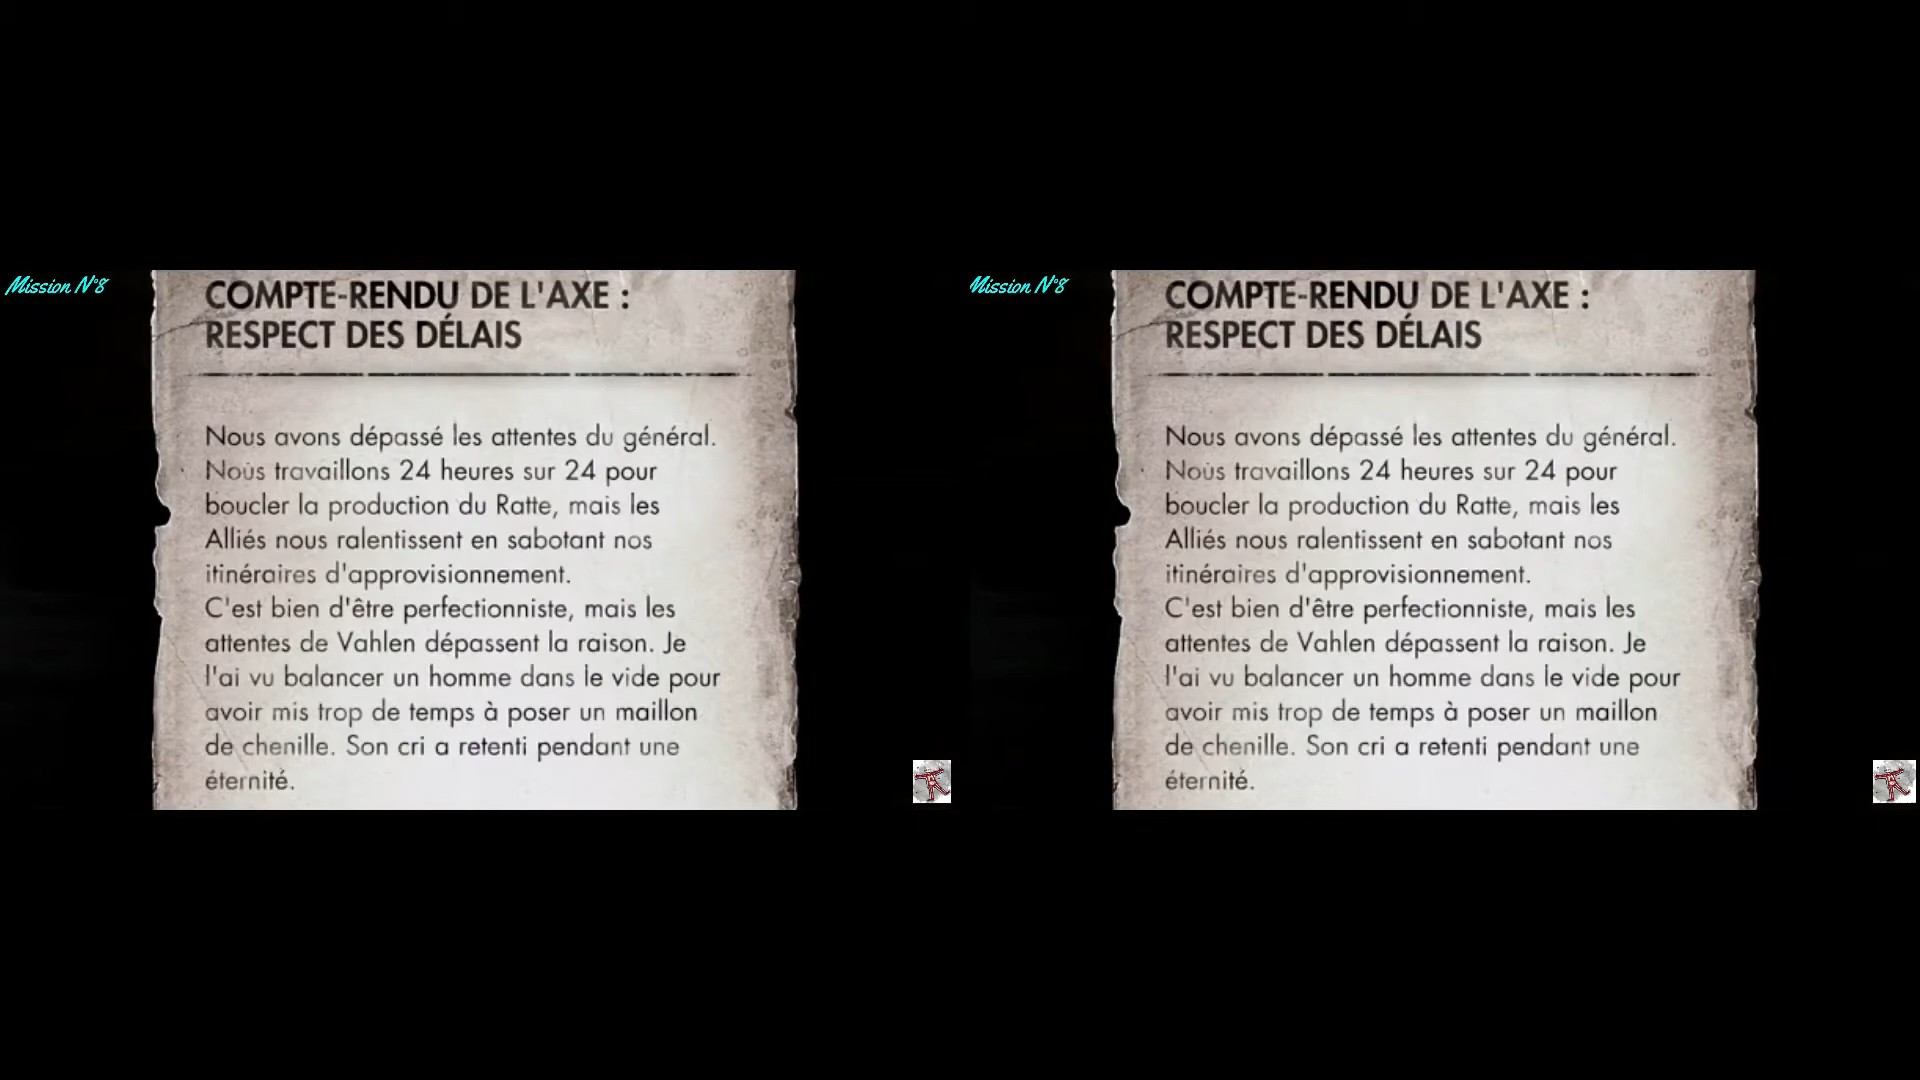 Mission N°8
COMPTE-RENDU DE L'AXE :
RESPECT DES DÉLAIS
Nous avons dépassé les attentes du général.
Nous travaillons 24 heures sur 24 pour
boucler la production du Ratte, mais les
Alliés nous ralentissent en sabotant nos
itinéraires d'approvisionnement.
C'est bien d'être perfectionniste, mais les
attentes de Vahlen dépassent la raison. Je
l'ai vu balancer un homme dans le vide pour
avoir mis trop de temps à poser un maillon
de chenille. Son cri a retenti pendant une
éternité.
Mission N°8
COMPTE-RENDU DE L'AXE :
RESPECT DES DÉLAIS
Nous avons dépassé les attentes du général.
Nous travaillons 24 heures sur 24 pour
boucler la production du Ratte, mais les
Alliés nous ralentissent en sabotant nos
itinéraires d'approvisionnement.
C'est bien d'être perfectionniste, mais les
attentes de Vahlen dépassent la raison. Je
l'ai vu balancer un homme dans le vide pour
avoir mis trop de temps à poser un maillon
de chenille. Son cri a retenti pendant une
éternité.